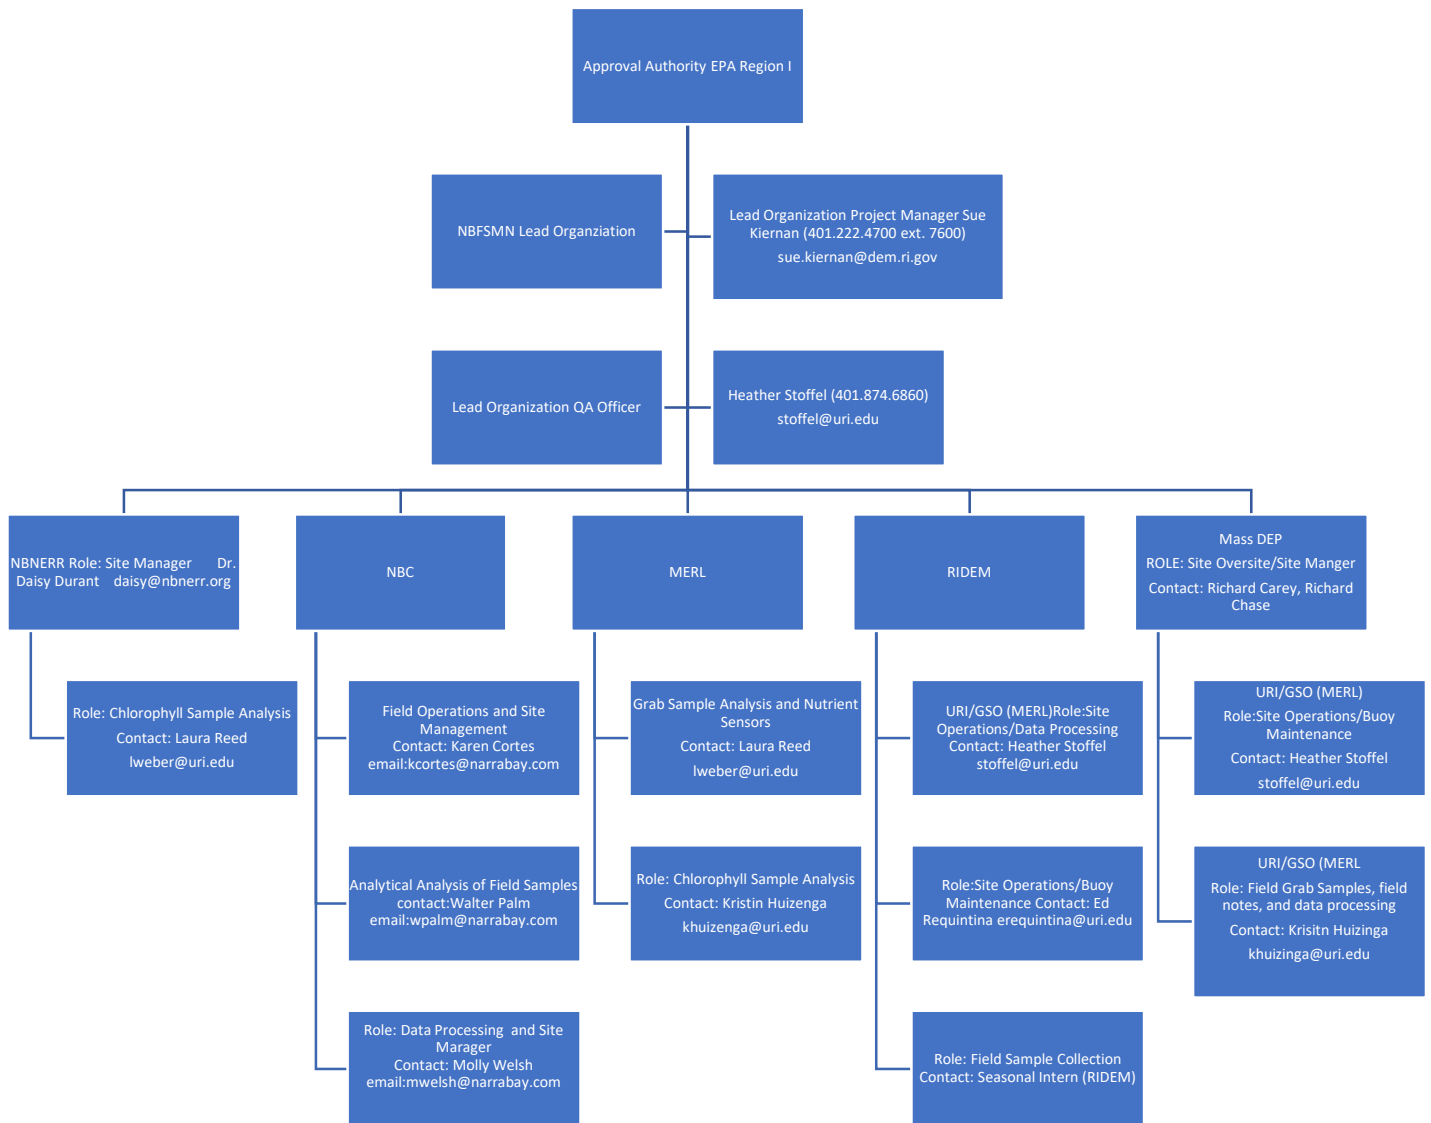 Approval Authority EPA Region I
NBFSMN Lead Organziation
Lead Organization Project Manager Sue
Kiernan (401.222.4700 ext. 7600)
sue.kiernan@dem.ri.gov
Lead Organization QA Officer
Heather Stoffel (401.874.6860)
stoffel@uri.edu
NBNERR Role: Site Manager Dr.
Daisy Durant daisy@nbnerr.org
NBC
MERL
RIDEM
Mass DEP
ROLE: Site Oversite/Site Manger
Contact: Richard Carey, Richard
Chase
Role: Chlorophyll Sample Analysis
Contact: Laura Reed
lweber@uri.edu
Field Operations and Site
Management
Contact: Karen Cortes
email:kcortes@narrabay.com
Grab Sample Analysis and Nutrient
Sensors
Contact: Laura Reed
lweber@uri.edu
URI/GSO (MERL)Role:Site
Operations/Data Processing
Contact: Heather Stoffel
stoffel@uri.edu
URI/GSO (MERL)
Role:Site Operations/Buoy
Maintenance
Contact: Heather Stoffel
stoffel@uri.edu
Analytical Analysis of Field Samples
contact:Walter Palm
email:wpalm@narrabay.com
Role: Chlorophyll Sample Analysis
Contact: Kristin Huizenga
khuizenga@uri.edu
Role:Site Operations/Buoy
Maintenance Contact: Ed
Requintina erequintina@uri.edu
URI/GSO (MERL
Role: Field Grab Samples, field
notes, and data processing
Contact: Krisitn Huizinga
khuizinga@uri.edu
Role: Data Processing and Site
Marager
Contact: Molly Welsh
email:mwelsh@narrabay.com
Role: Field Sample Collection
Contact: Seasonal Intern (RIDEM)